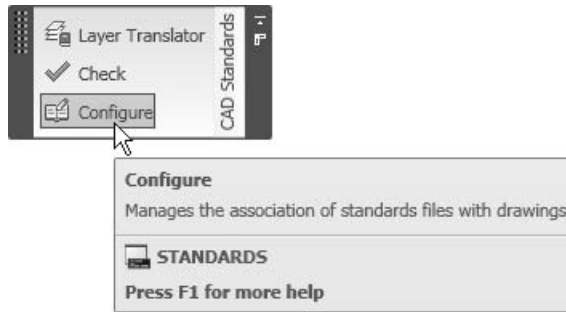 Layer Translator
Check
Configure
CAD Standards
Configure
Manages the association of standards files with drawings
STANDARDS
Press F1 for more help